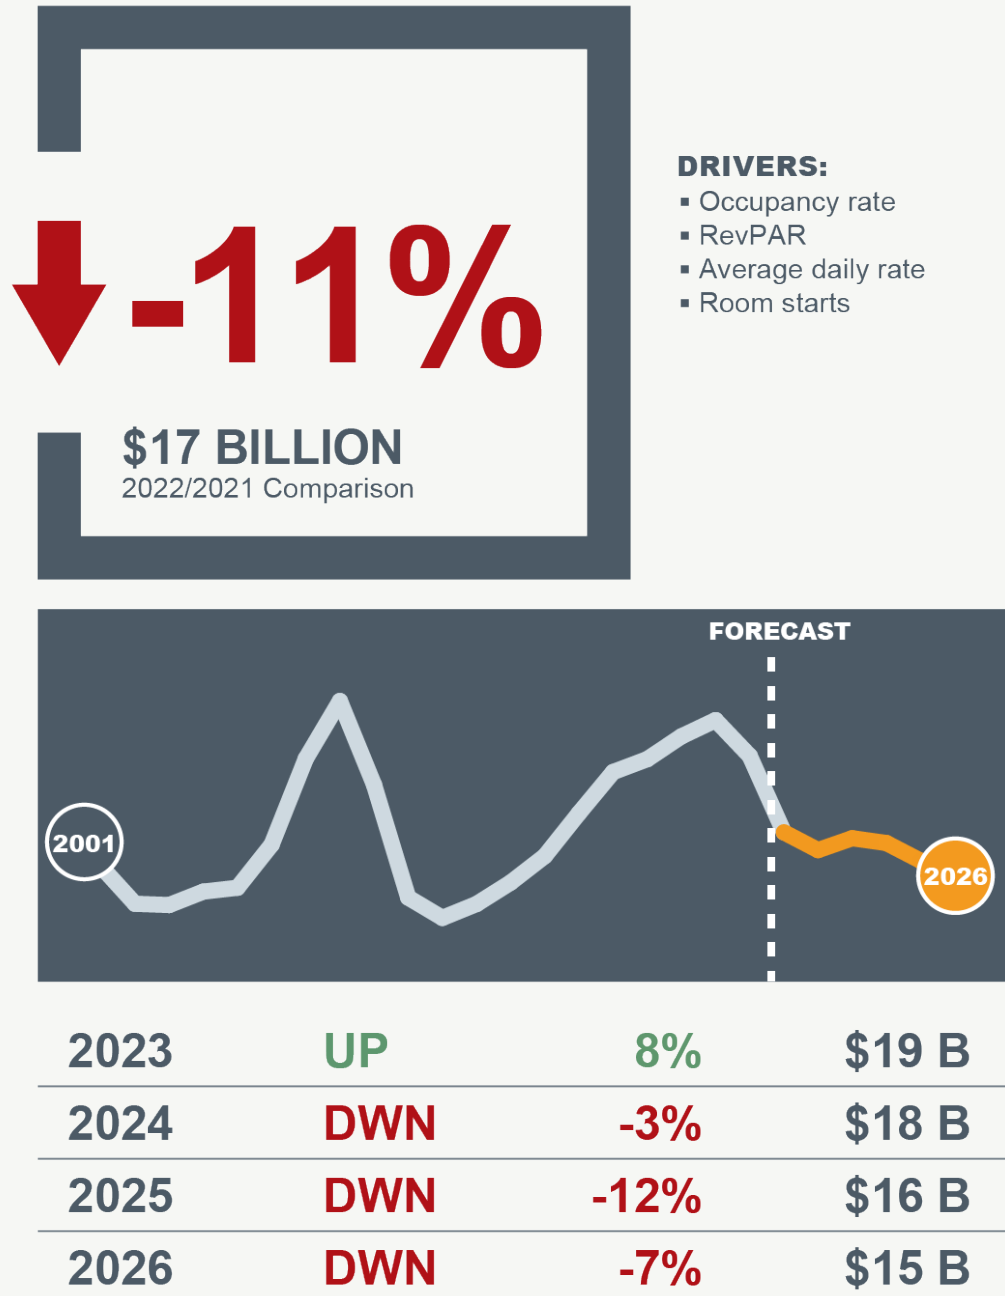 -11%
$17 BILLION
2022/2021 Comparison
DRIVERS:
▪ Occupancy rate
▪ RevPAR
▪ Average daily rate
▪ Room starts
FORECAST
2001
2026
2023 UP 8% $19 B
2024 DWN -3% $18 B
2025 DWN -12% $16 B
2026 DWN -7% $15 B